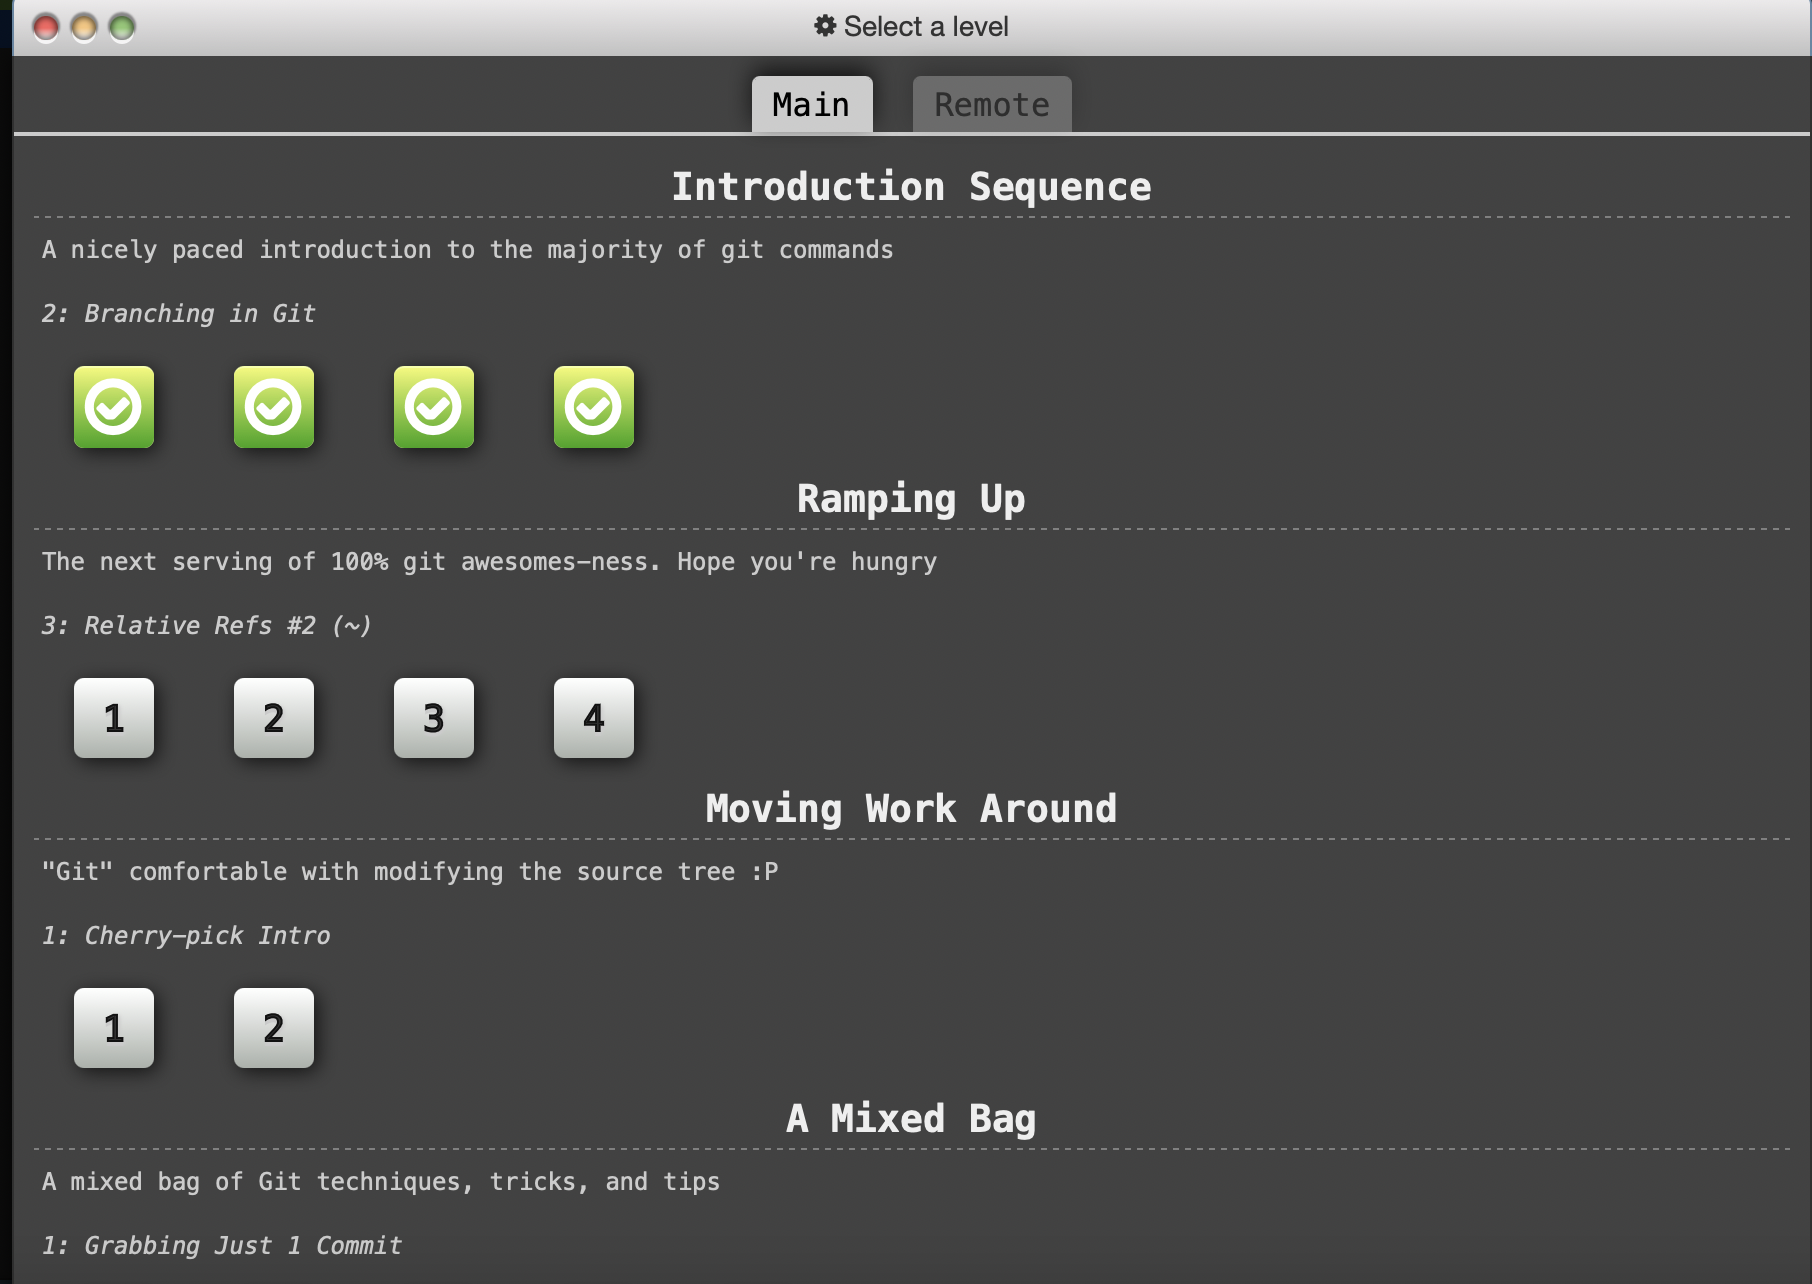 Select a level
Main Remote
Introduction Sequence
A nicely paced introduction to the majority of git commands
2: Branching in Git
Ramping Up
The next serving of 100% git awesomes-ness. Hope you're hungry
3: Relative Refs #2 (~)
1 2 3 4
Moving Work Around
"Git" comfortable with modifying the source tree :P
1: Cherry-pick Intro
1 2
A Mixed Bag
A mixed bag of Git techniques, tricks, and tips
1: Grabbing Just 1 Commit